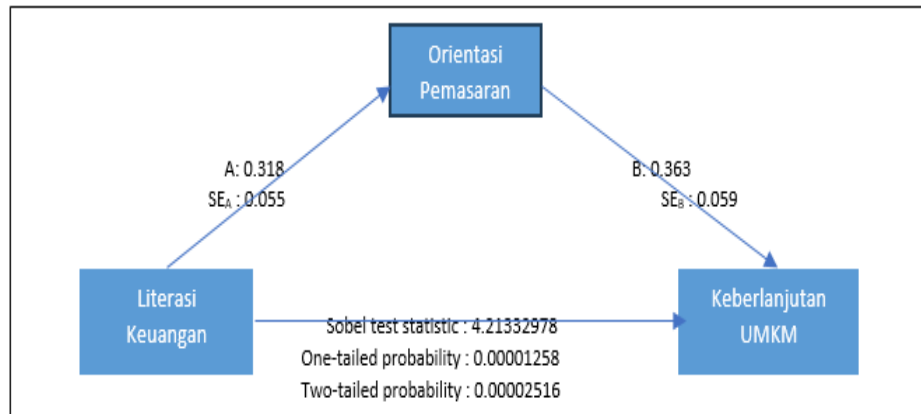 Orientasi
Pemasaran
A: 0.318
SEA : 0.055
B: 0.363
SEB : 0.059
Literasi
Keuangan
Keberlanjutan
UMKM
Sobel test statistic : 4.21332978
One-tailed probability : 0.00001258
Two-tailed probability : 0.00002516